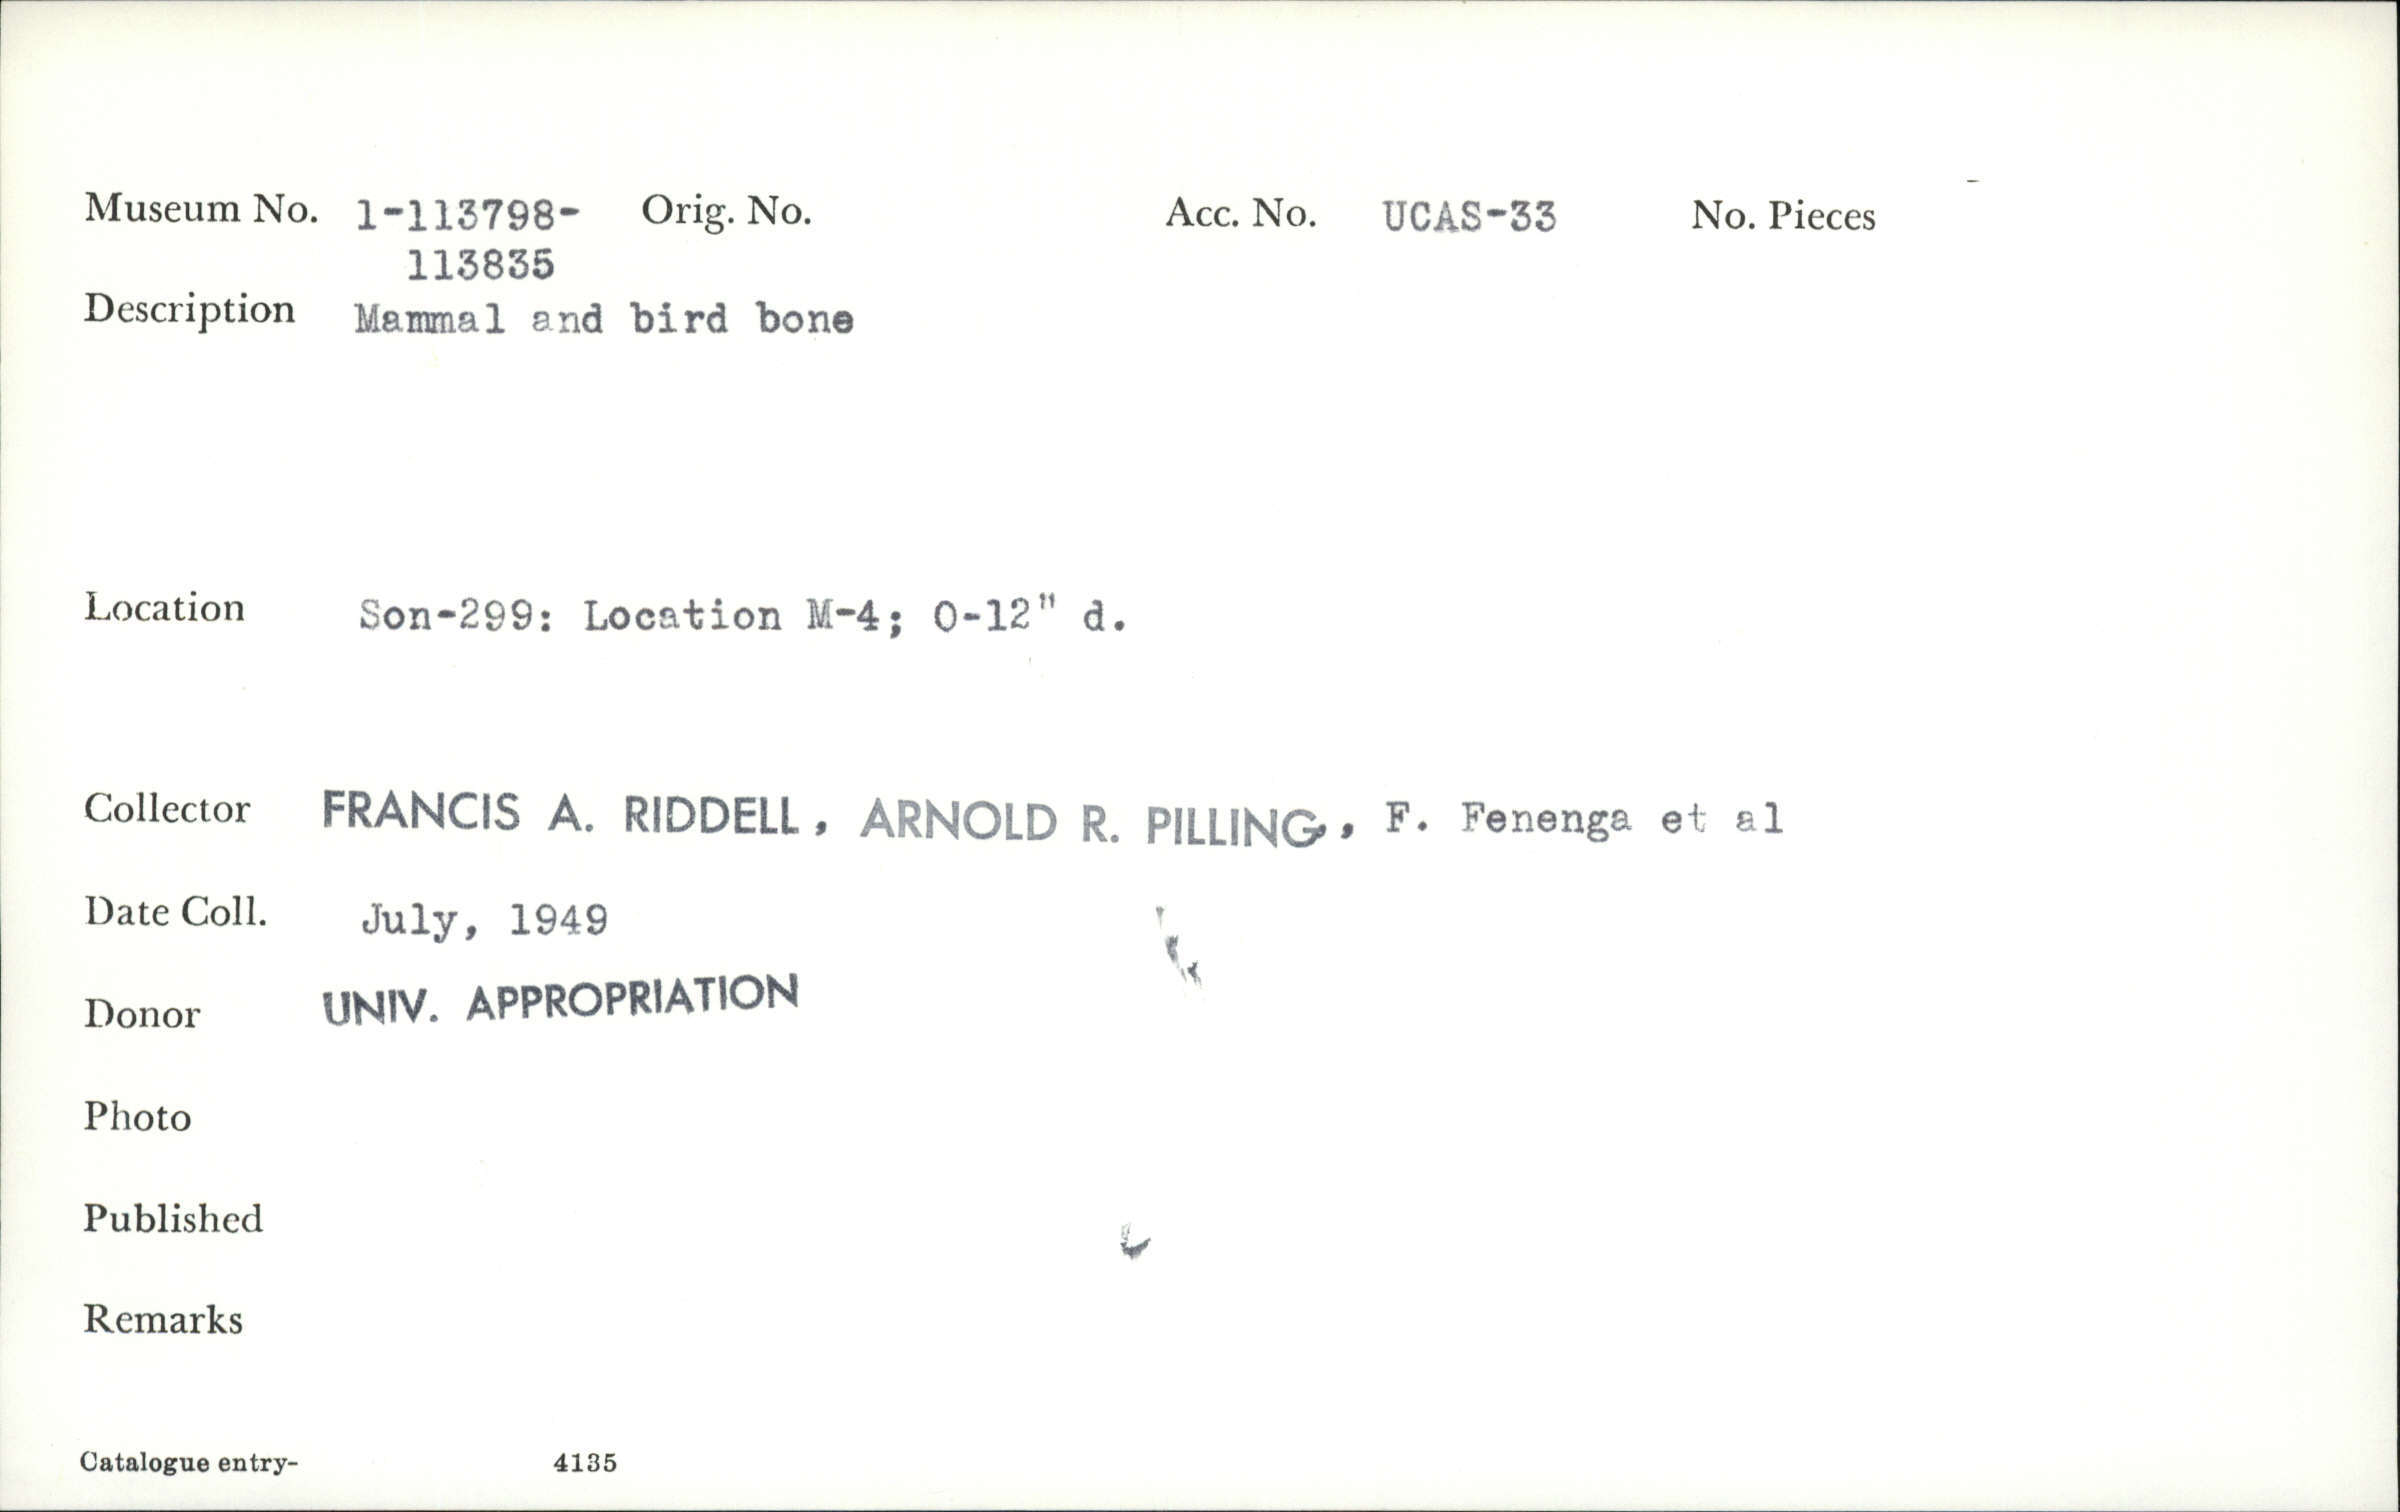 Museum No. 1-113798- Orig. No. Acc. No. UCAS-33 No. Pieces
113835
Description Mammal and bird bone
Location Son-299: Location M-4; 0-12" d.
Collector FRANCIS A. RIDDELL, ARNOLD R. PILLING, F. Fenenga et al
Date Coll. July, 1949
Donor UNIV. APPROPRIATION
Photo
Published
Remarks
Catalogue entry- 4135